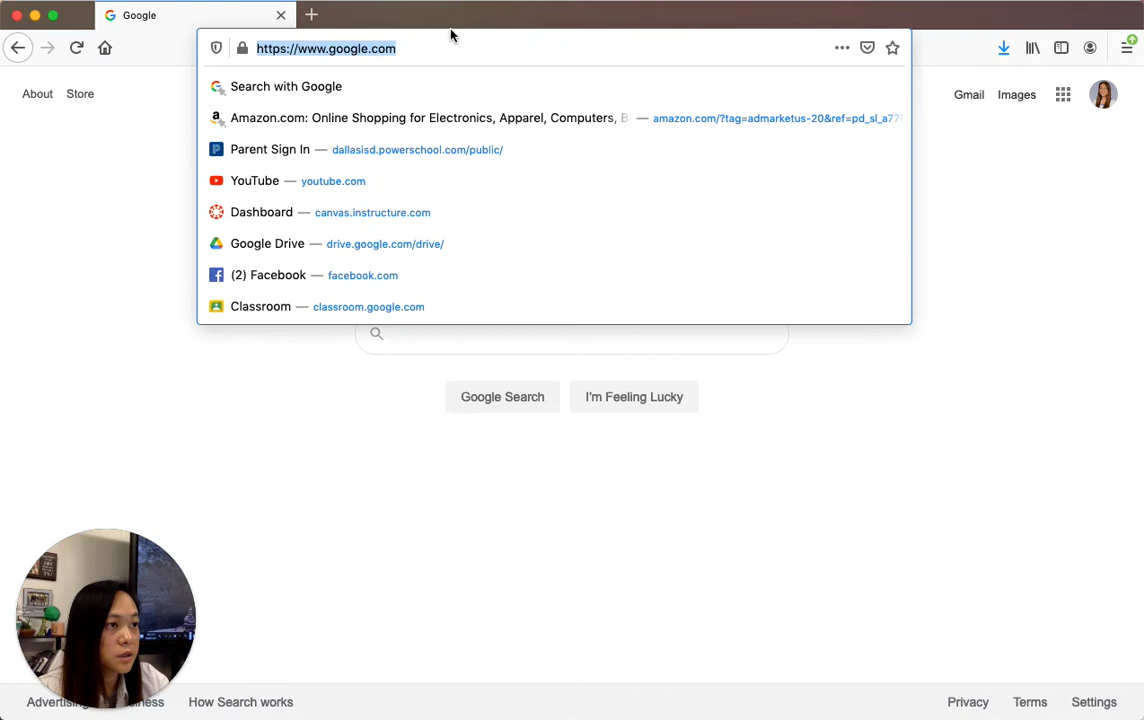 Google
https://www.google.com
Search with Google
Amazon.com: Online Shopping for Electronics, Apparel, Computers, B — amazon.com/?tag=admarketus-20&ref=pd_sl_a77
Parent Sign In — dallasisd.powerschool.com/public/
YouTube — youtube.com
Dashboard — canvas.instructure.com
Google Drive — drive.google.com/drive/
(2) Facebook — facebook.com
Classroom — classroom.google.com
About Store
Gmail Images
Google Search I'm Feeling Lucky
How Search works
Privacy Terms Settings